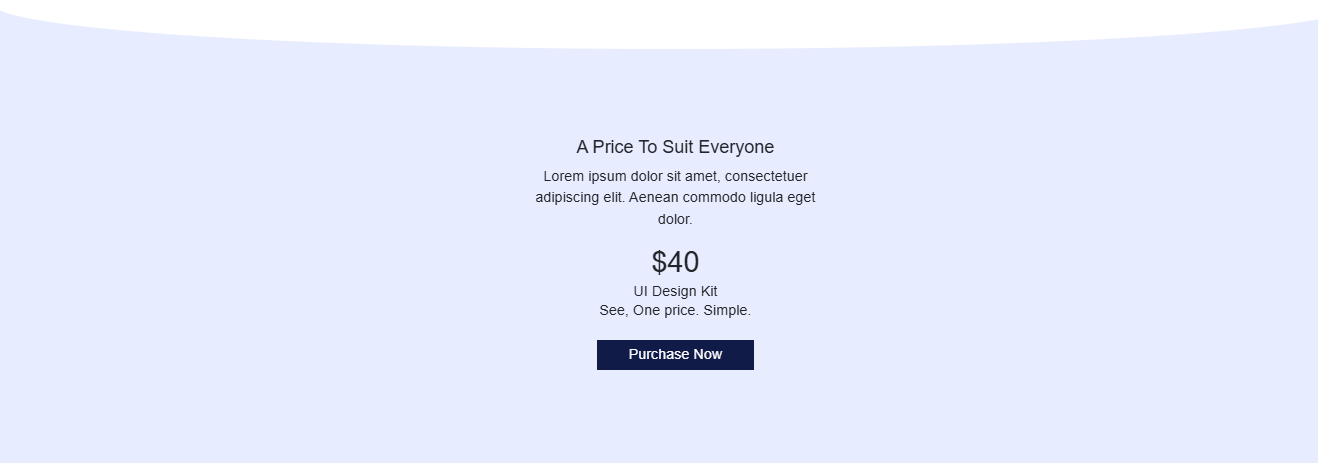 A Price To Suit Everyone
Lorem ipsum dolor sit amet, consectetuer
adipiscing elit. Aenean commodo ligula eget
dolor.
$40
UI Design Kit
See, One price. Simple.
Purchase Now